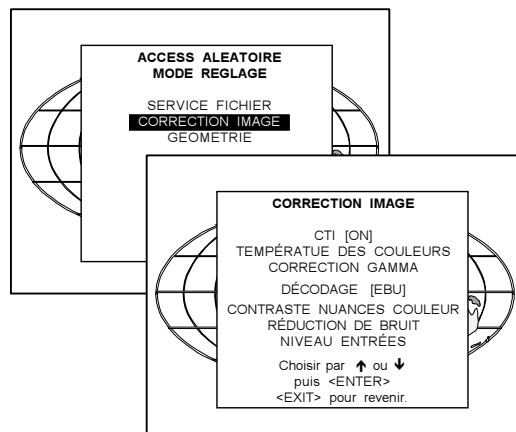 ACCESS ALEATOIRE
MODE REGLAGE
SERVICE FICHIER
CORRECTION IMAGE
GEOMETRIE
CORRECTION IMAGE
CTI [ON]
TEMPÉRATUE DES COULEURS
CORRECTION GAMMA
DÉCODAGE [EBU]
CONTRASTE NUANCES COULEUR
RÉDUCTION DE BRUIT
NIVEAU ENTRÉES
Choisir par ↑ ou ↓
puis <ENTER>
<EXIT> pour revenir.